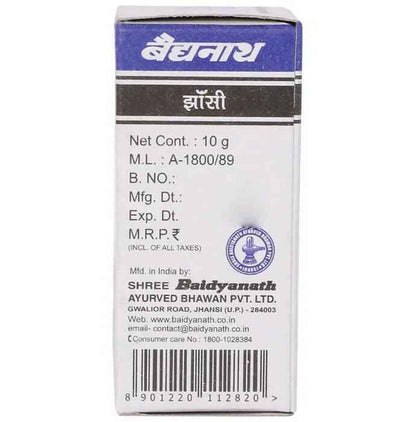 बैद्यनाथ
झाँसी
Net Cont. : 10 g
M.L. : A-1800/89
B. NO.:
Mfg. Dt.:
Exp. Dt.
M.R.P. ₹
(INCL. OF ALL TAXES)
Mfd. in India by:
SHREE Baidyanath
AYURVED BHAWAN PVT. LTD.
GWALIOR ROAD, JHANSI (U.P.) - 284003
Web. www.baidyanath.co.in
email- contact@baidyanath.co.in
Consumer care No. : 1800-1028384
8 901220 112820 >